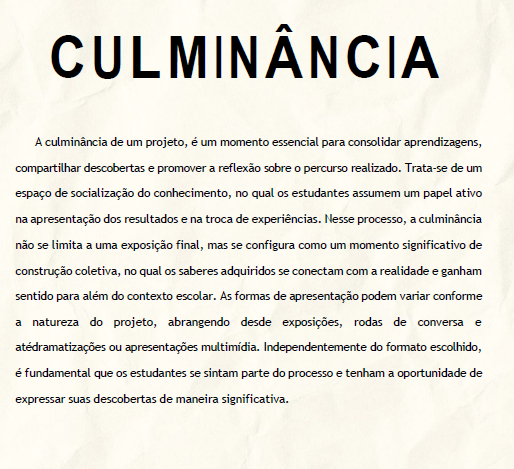 CULMINÂNCIA
A culminância de um projeto, é um momento essencial para consolidar aprendizagens,
compartilhar descobertas e promover a reflexão sobre o percurso realizado. Trata-se de um
espaço de socialização do conhecimento, no qual os estudantes assumem um papel ativo
na apresentação dos resultados e na troca de experiências. Nesse processo, a culminância
não se limita a uma exposição final, mas se configura como um momento significativo de
construção coletiva, no qual os saberes adquiridos se conectam com a realidade e ganham
sentido para além do contexto escolar. As formas de apresentação podem variar conforme
a natureza do projeto, abrangendo desde exposições, rodas de conversa e
atédramatizações ou apresentações multimídia. Independentemente do formato escolhido,
é fundamental que os estudantes se sintam parte do processo e tenham a oportunidade de
expressar suas descobertas de maneira significativa.